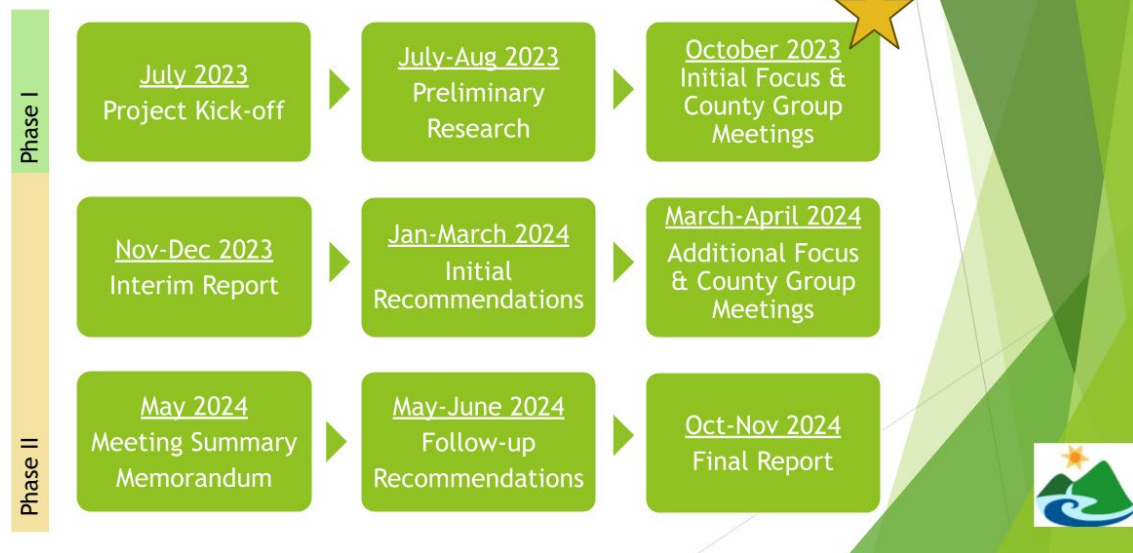 Phase I
July 2023
Project Kick-off
July-Aug 2023
Preliminary
Research
October 2023
Initial Focus &
County Group
Meetings
Phase II
Nov-Dec 2023
Interim Report
Jan-March 2024
Initial
Recommendations
March-April 2024
Additional Focus
& County Group
Meetings
May 2024
Meeting Summary
Memorandum
May-June 2024
Follow-up
Recommendations
Oct-Nov 2024
Final Report